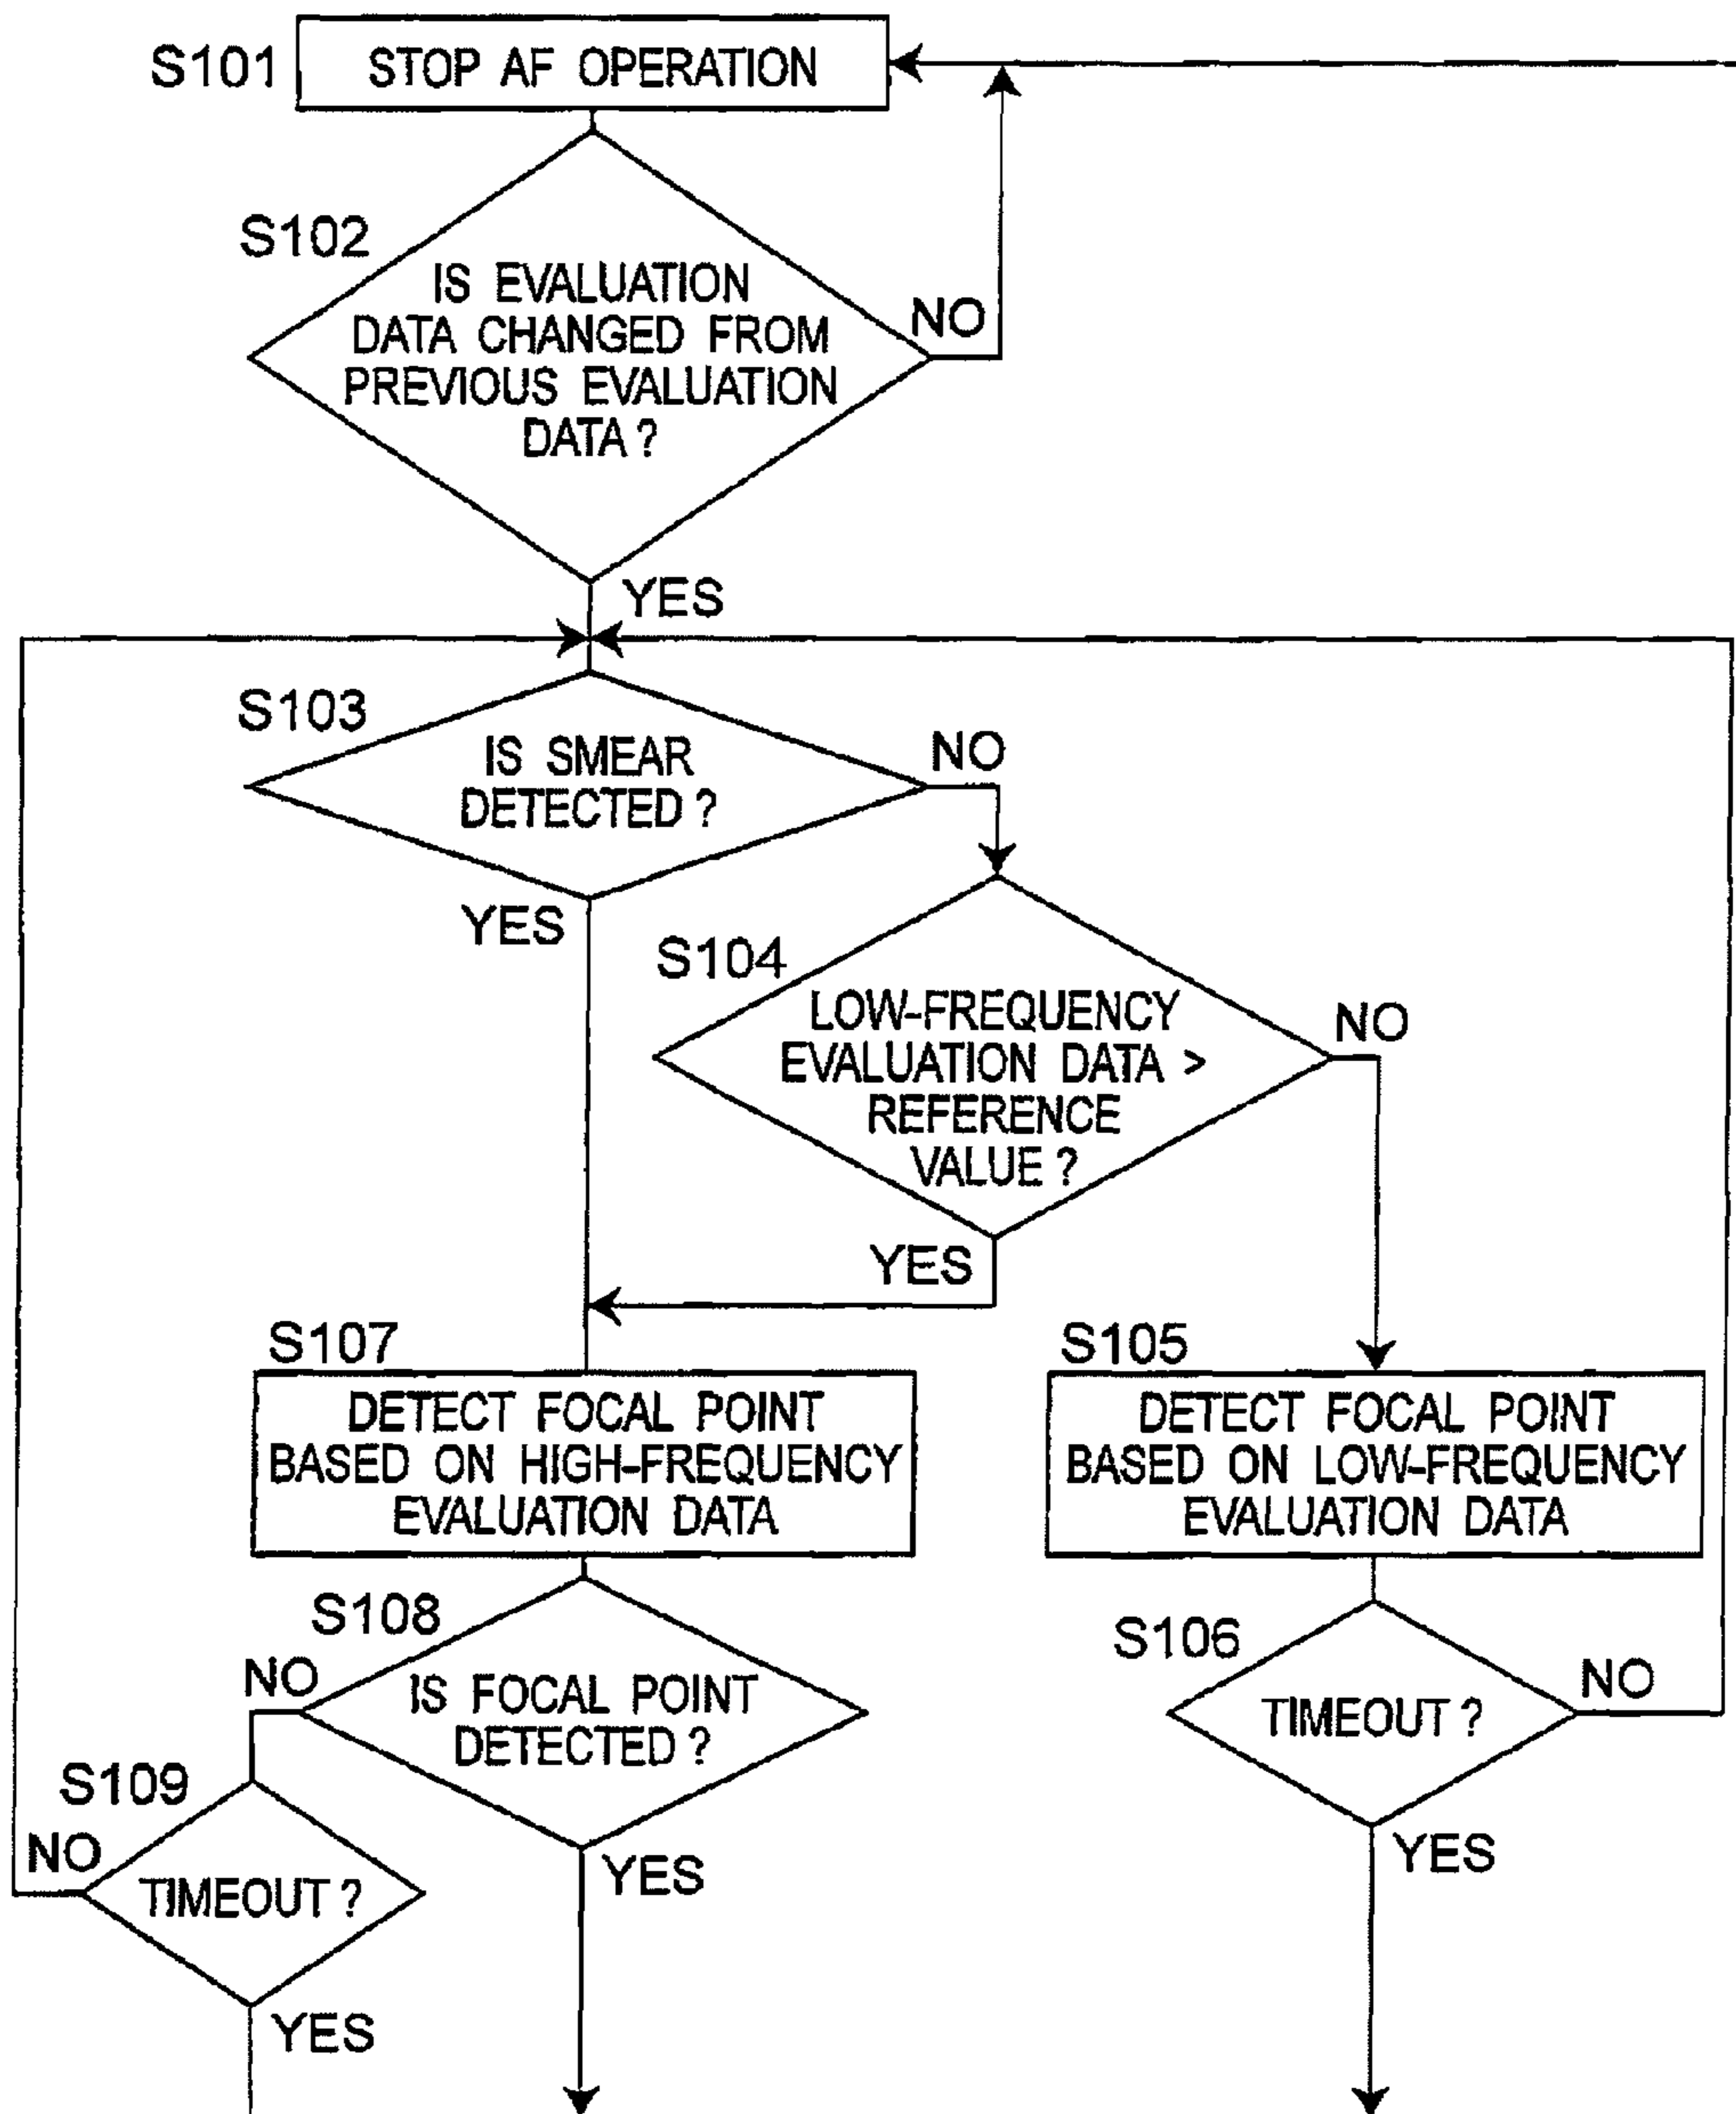 S101
STOP AF OPERATION
S102
IS EVALUATION
DATA CHANGED FROM
PREVIOUS EVALUATION
DATA ?
NO
YES
S103
IS SMEAR
DETECTED ?
NO
YES
S104
LOW-FREQUENCY
EVALUATION DATA >
REFERENCE
VALUE ?
NO
YES
S107
DETECT FOCAL POINT
BASED ON HIGH-FREQUENCY
EVALUATION DATA
S105
DETECT FOCAL POINT
BASED ON LOW-FREQUENCY
EVALUATION DATA
S108
IS FOCAL POINT
DETECTED ?
NO
YES
S106
TIMEOUT ?
NO
YES
S109
TIMEOUT ?
NO
YES